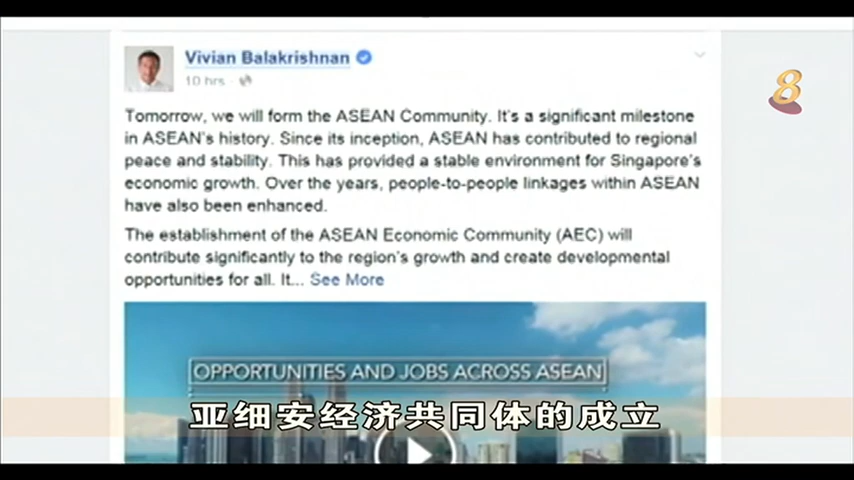 Vivian Balakrishnan
10 hrs ·
8
Tomorrow, we will form the ASEAN Community. It's a significant milestone
in ASEAN's history. Since its inception, ASEAN has contributed to regional
peace and stability. This has provided a stable environment for Singapore's
economic growth. Over the years, people-to-people linkages within ASEAN
have also been enhanced.
The establishment of the ASEAN Economic Community (AEC) will
contribute significantly to the region's growth and create developmental
opportunities for all. It... See More
OPPORTUNITIES AND JOBS ACROSS ASEAN
亚细安经济共同体的成立